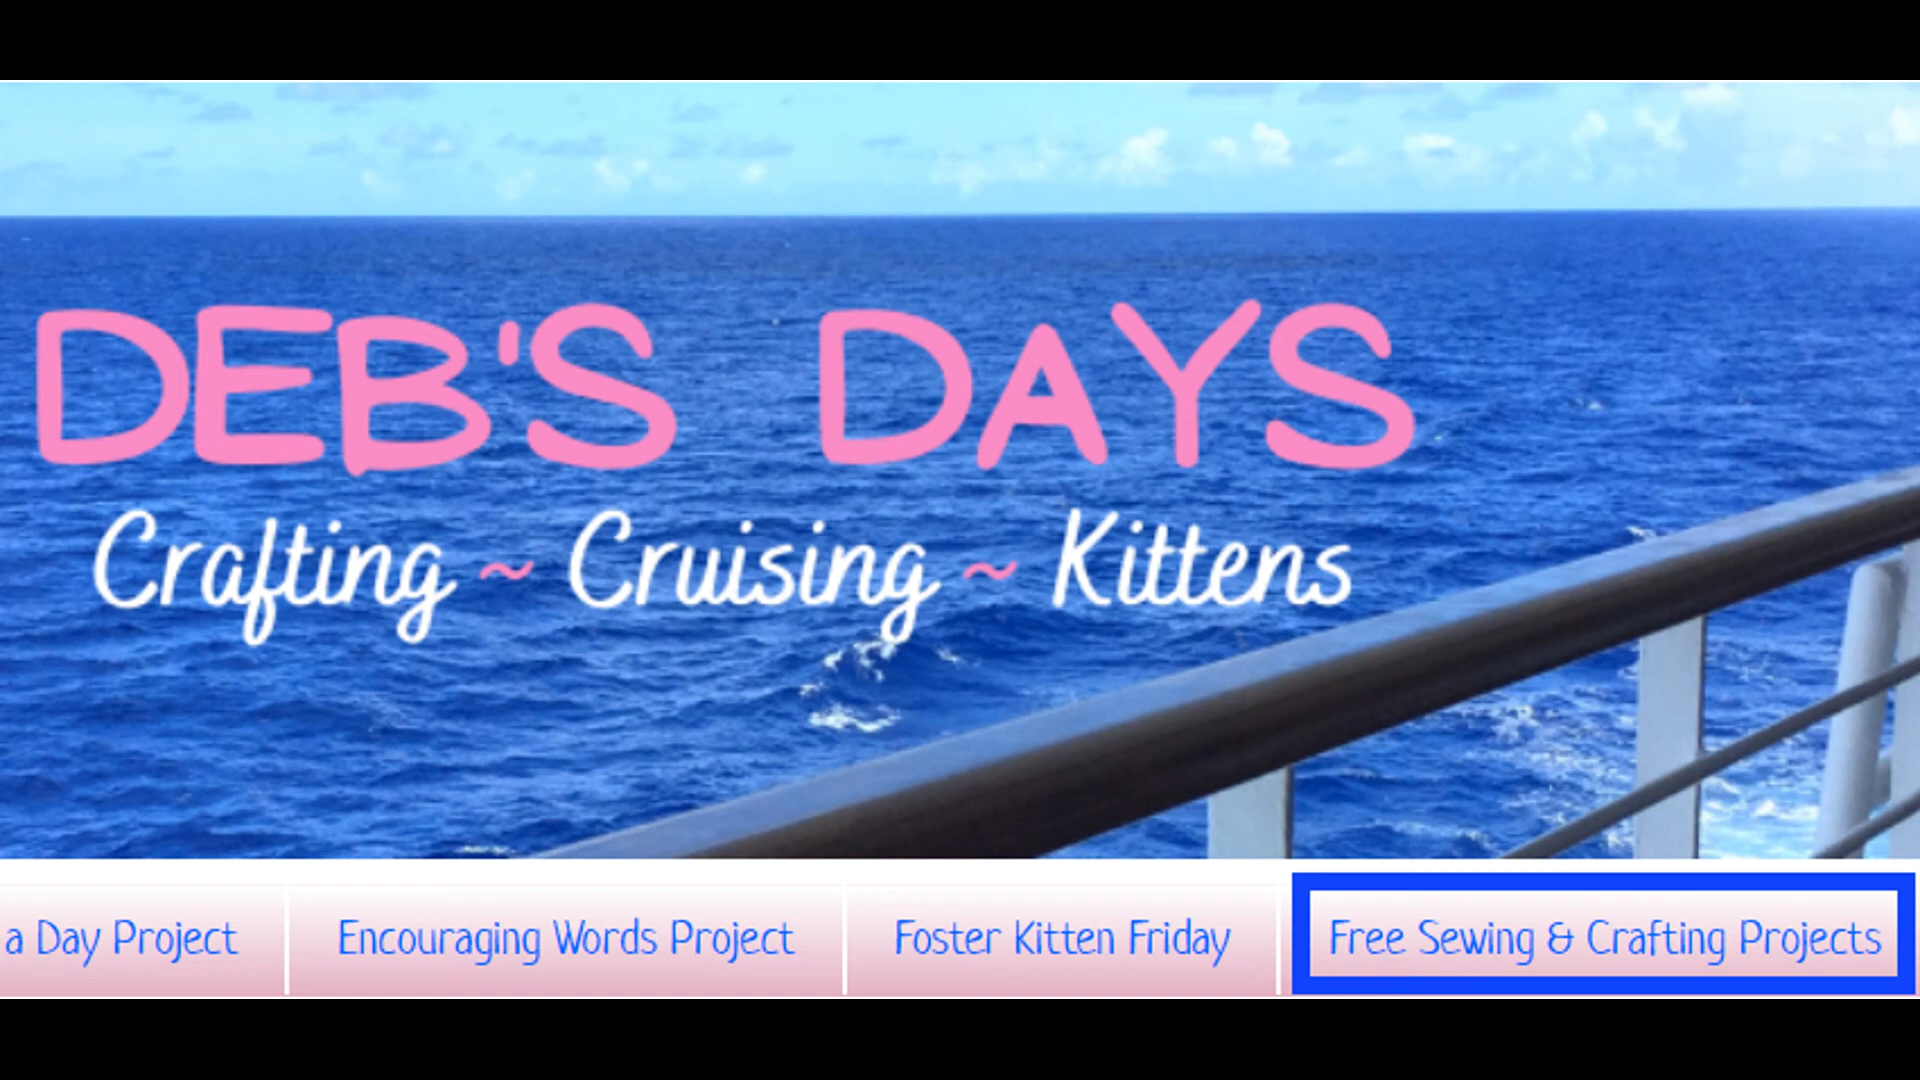 DEB'S DAYS
Crafting ~ Cruising ~ Kittens
a Day Project
Encouraging Words Project
Foster Kitten Friday
Free Sewing & Crafting Projects